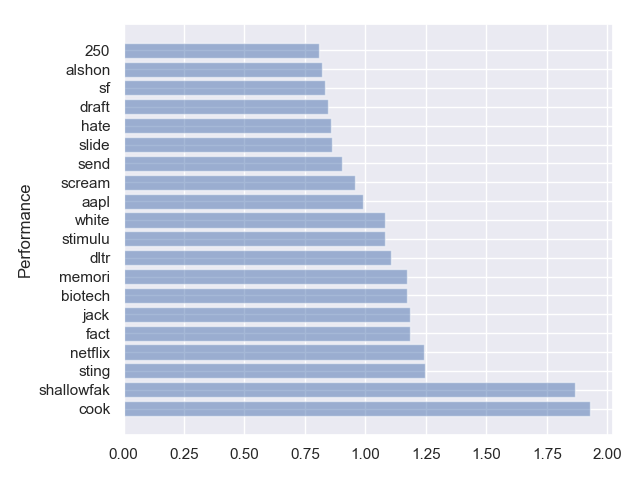 250
alshon
sf
draft
hate
slide
send
scream
aapl
white
stimulu
dltr
memori
biotech
jack
fact
netflix
sting
shallowfak
cook
Performance
0.00 0.25 0.50 0.75 1.00 1.25 1.50 1.75 2.00